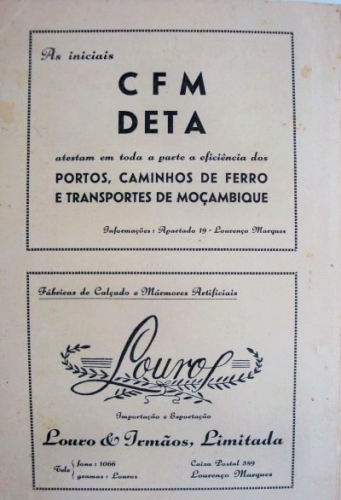 As iniciais
CFM
DETA
atestam em toda a parte a eficiência dos
PORTOS, CAMINHOS DE FERRO
E TRANSPORTES DE MOÇAMBIQUE
Informações: Apartado 19 - Lourenço Marques
Fábricas de Calçado e Mármores Artificiais
Louros
Importação e Exportação
Louro & Irmãos, Limitada
Tele { fone: 1066
gramas: Louros
Caixa Postal 389
Lourenço Marques